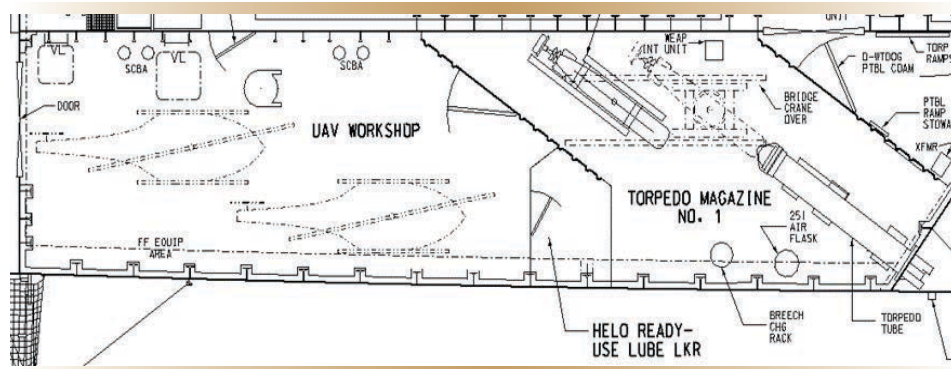 UNIT
VL
SCBA
VL
SCBA
WEAP
INT UNIT
D-WTDOG
PTBL CDAM
TORP
RAMPS
DOOR
BRIDGE
CRANE
OVER
PTBL
RAMP
STOWA
XFMR
UAV WORKSHOP
TORPEDO MAGAZINE
NO. 1
25I
AIR
FLASK
FF EQUIP
AREA
HELO READY-
USE LUBE LKR
BREECH
CHG
RACK
TORPEDO
TUBE